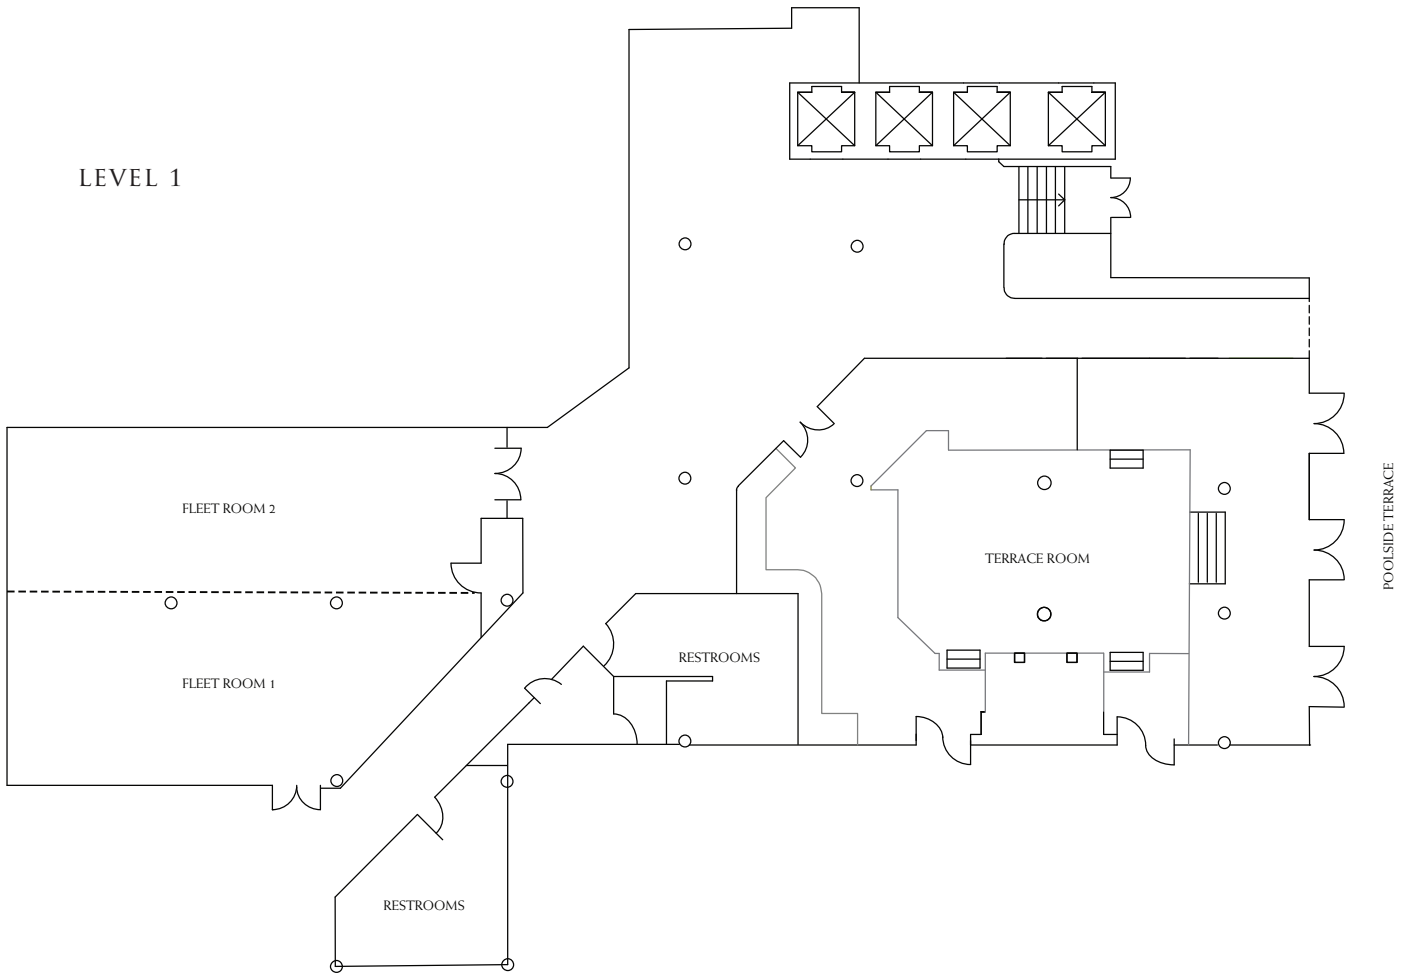 LEVEL 1
FLEET ROOM 2
POOLSIDE TERRACE
TERRACE ROOM
RESTROOMS
FLEET ROOM 1
RESTROOMS